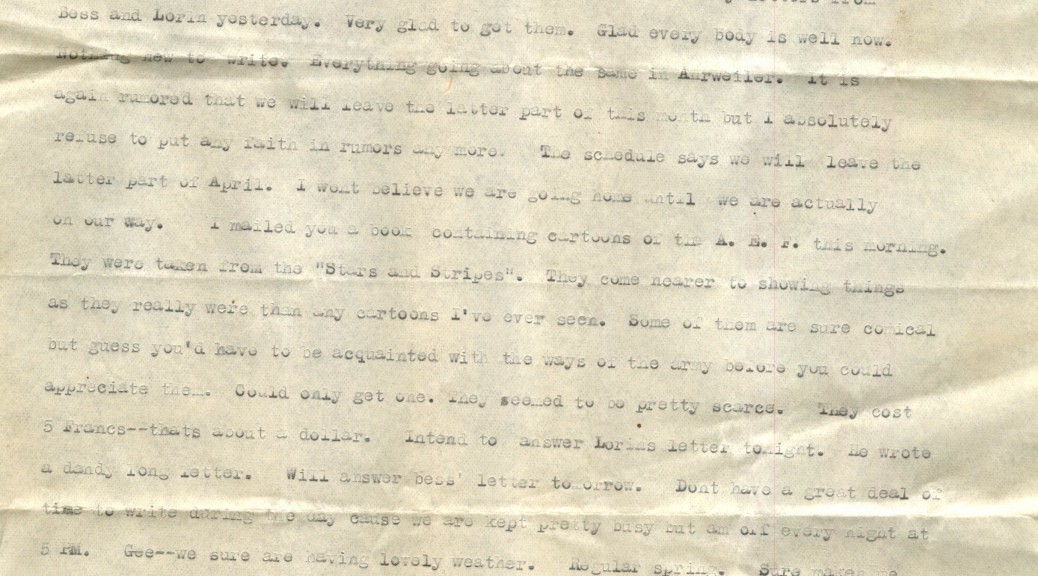 letters from
Bess and Lorin yesterday. Very glad to get them. Glad every body is well now.
Nothing new to write. Everything going about the same in Anrweiler. It is
again rumored that we will leave the latter part of this month but I absolutely
refuse to put any faith in rumors any more. The schedule says we will leave the
latter part of April. I wont believe we are going home until we are actually
on our way. I mailed you a book containing cartoons of the A. E. F. this morning.
They were taken from the "Stars and Stripes". They come nearer to showing things
as they really were than any cartoons I've ever seen. Some of them are sure comical
but guess you'd have to be acquainted with the ways of the army before you could
appreciate them. Could only get one. They seemed to be pretty scarce. They cost
5 Francs--thats about a dollar. Intend to answer Lorins letter tonight. He wrote
a dandy long letter. Will answer bess' letter tomorrow. Dont have a great deal of
time to write during the day cause we are kept pretty busy but am off every night at
5 PM. Gee--we sure are having lovely weather. Regular spring. Sure makes me